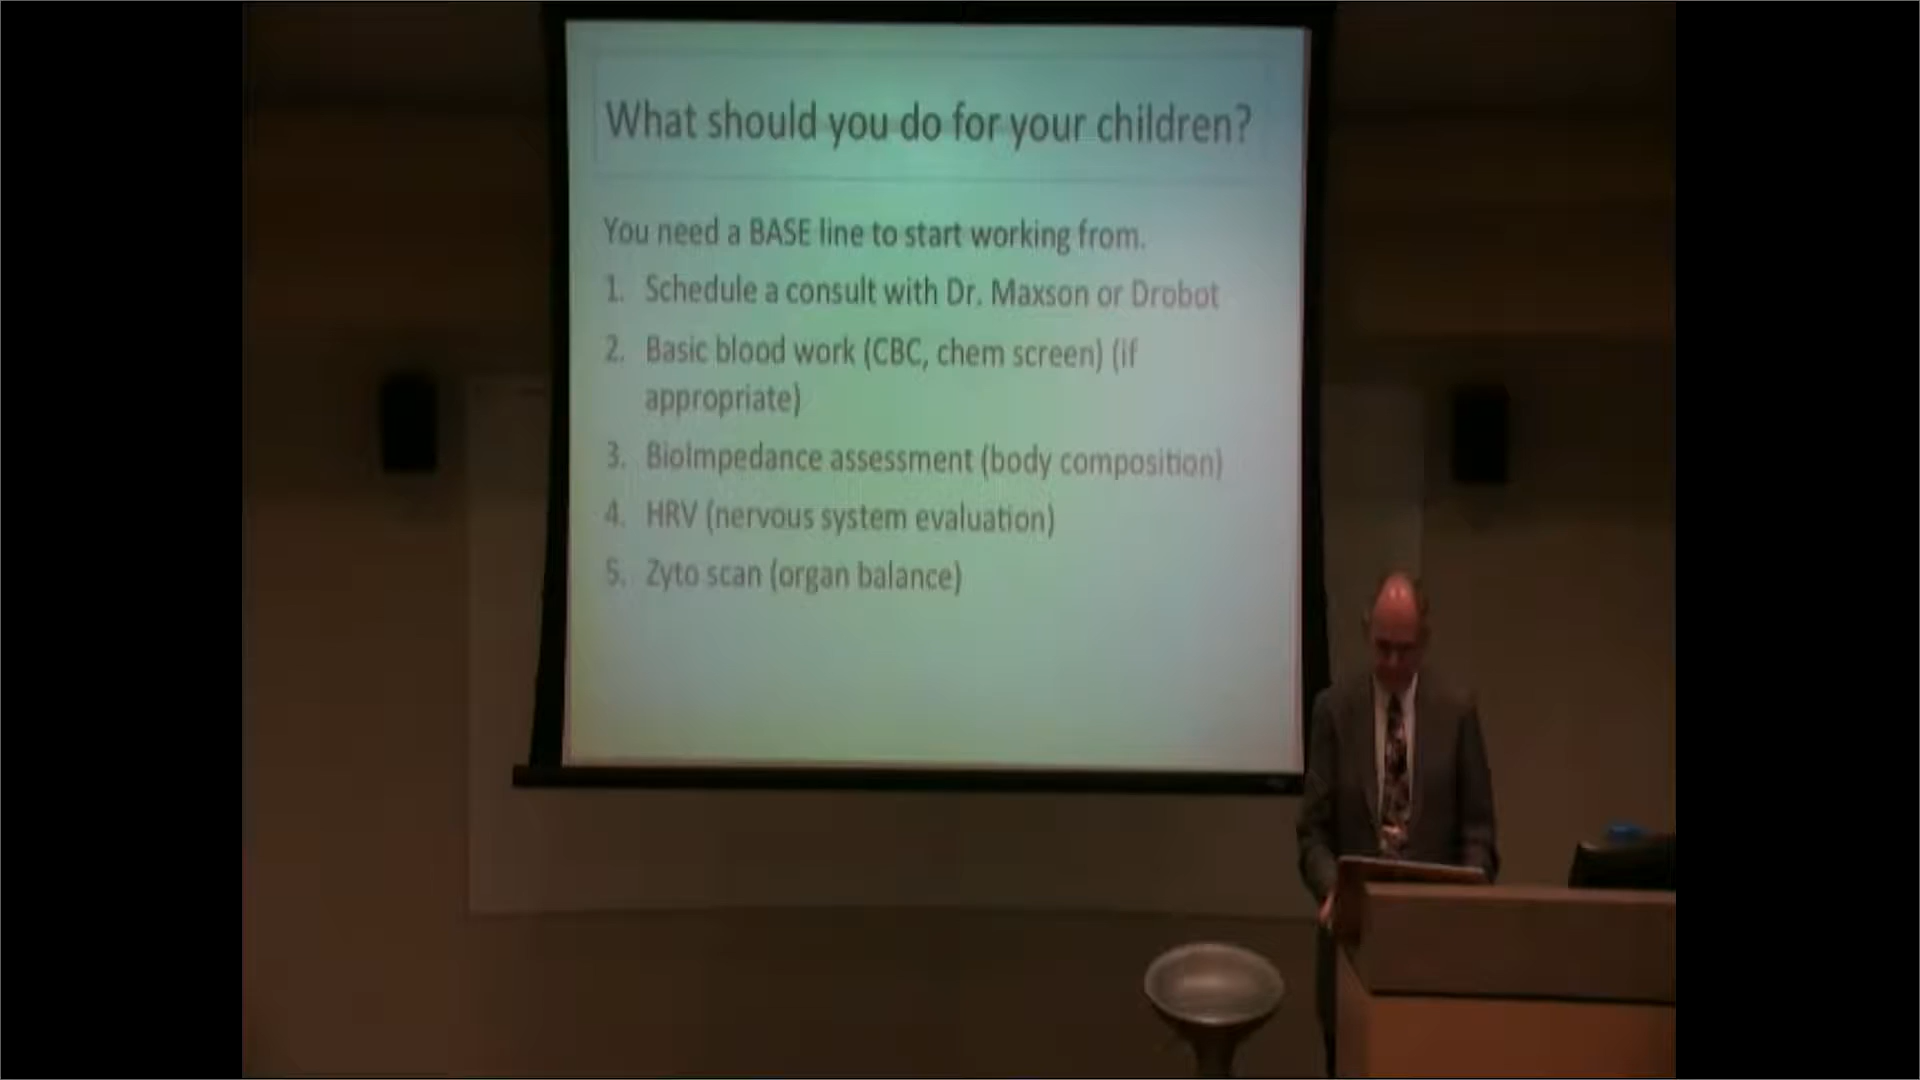 What should you do for your children?
You need a BASE line to start working from.
1. Schedule a consult with Dr. Maxson or Drobot
2. Basic blood work (CBC, chem screen) (if
appropriate)
3. BioImpedance assessment (body composition)
4. HRV (nervous system evaluation)
5. Zyto scan (organ balance)